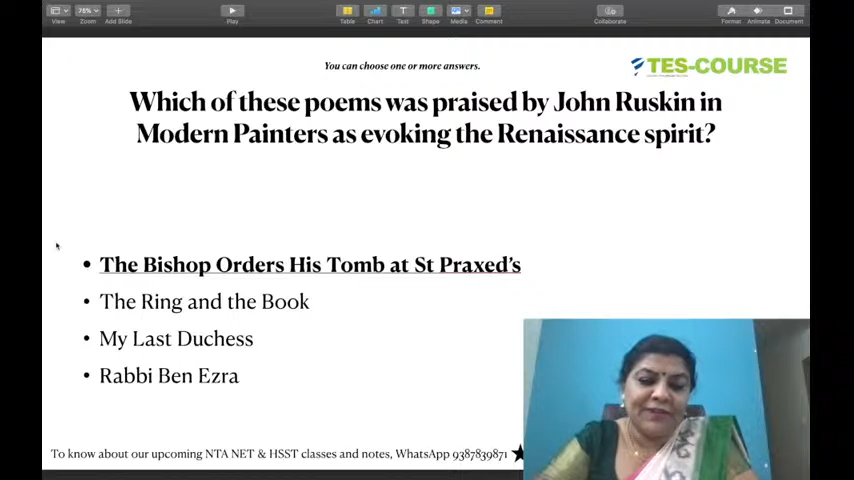 View
Zoom
Add Slide
Play
Table
Chart
Text
Shape
Media
Comment
Collaborate
Format
Animate
Document
75%
You can choose one or more answers.
TES-COURSE
Which of these poems was praised by John Ruskin in
Modern Painters as evoking the Renaissance spirit?
• The Bishop Orders His Tomb at St Praxed's
• The Ring and the Book
• My Last Duchess
• Rabbi Ben Ezra
To know about our upcoming NTA NET & HSST classes and notes, WhatsApp 9387839871